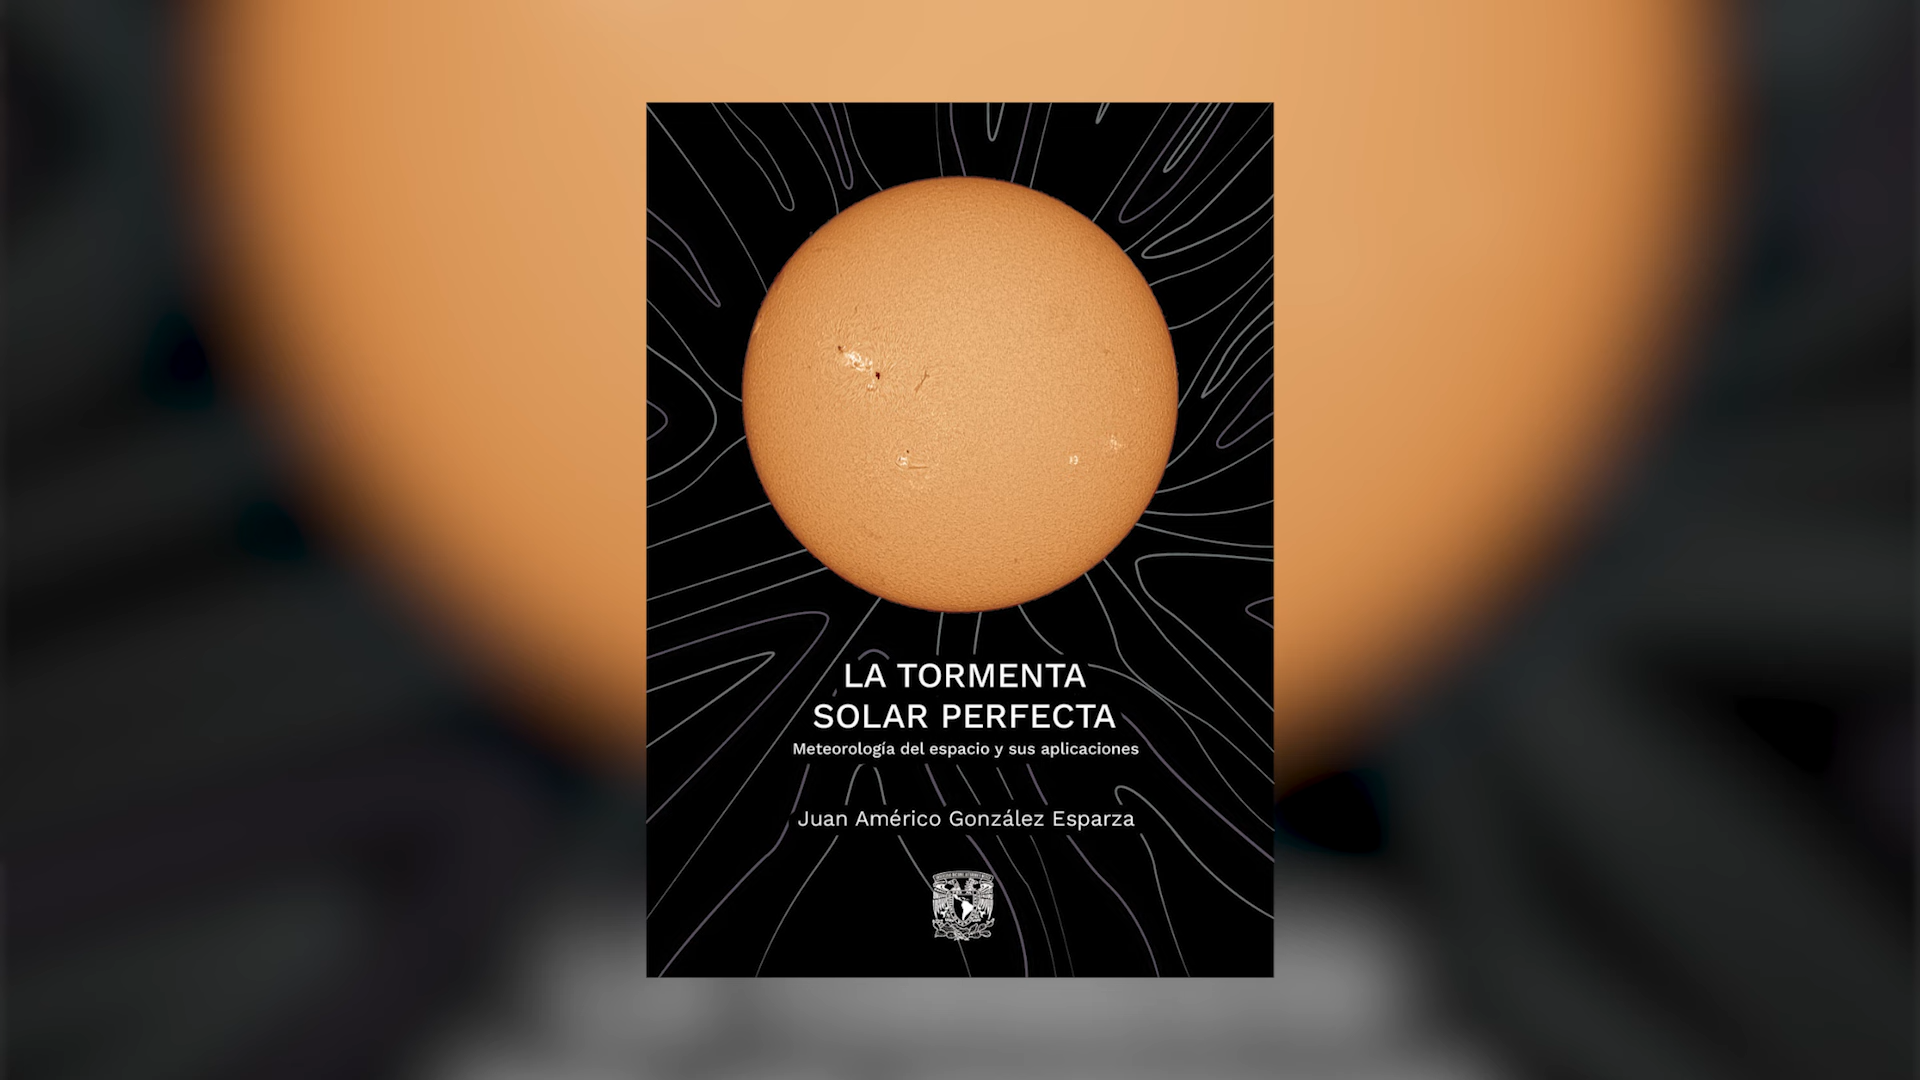 LA TORMENTA
SOLAR PERFECTA
Meteorología del espacio y sus aplicaciones
Juan Américo González Esparza